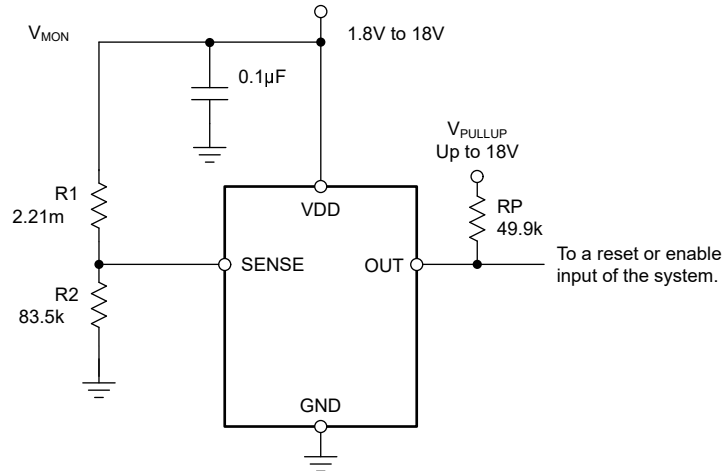 VMON
1.8V to 18V
0.1µF
VPULLUP
Up to 18V
R1
2.21m
VDD
RP
49.9k
SENSE
OUT
To a reset or enable
input of the system.
R2
83.5k
GND